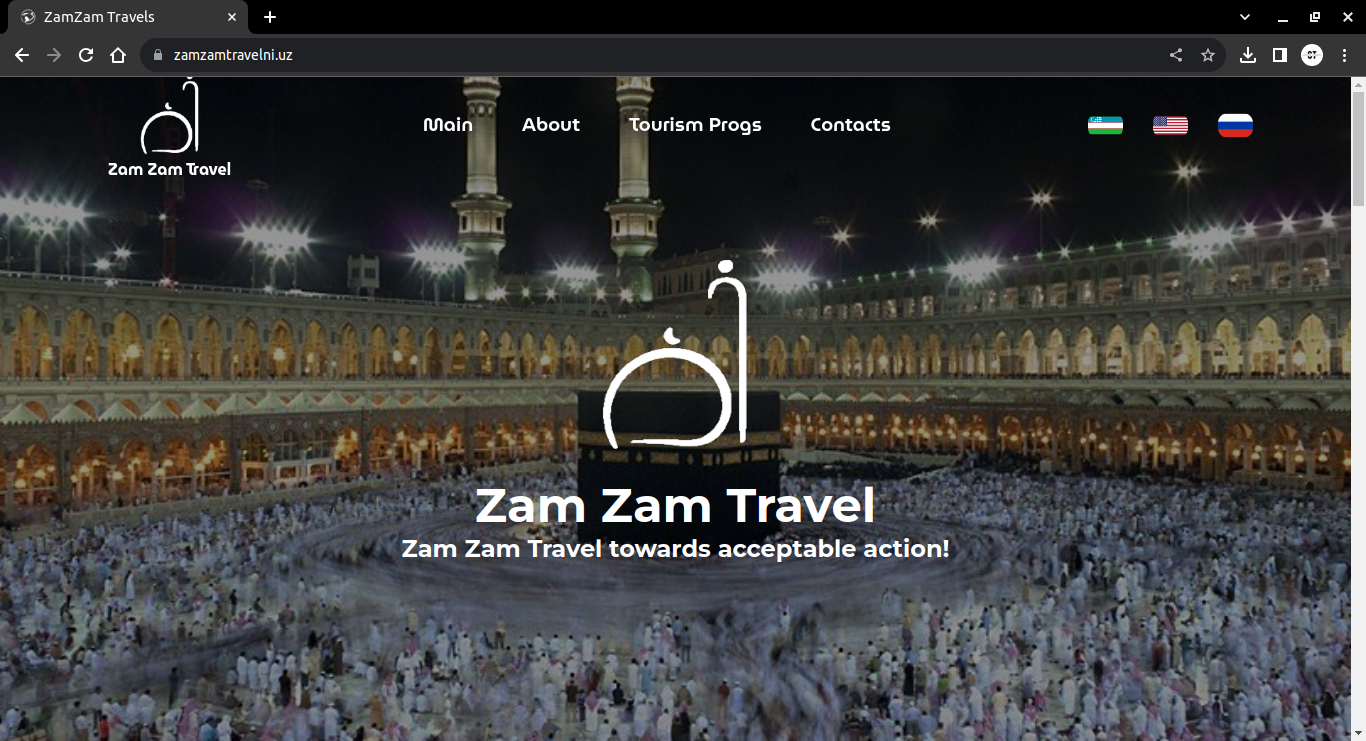 ZamZam Travels
zamzamtravelni.uz
Main
About
Tourism Progs
Contacts
Zam Zam Travel
Zam Zam Travel
Zam Zam Travel towards acceptable action!